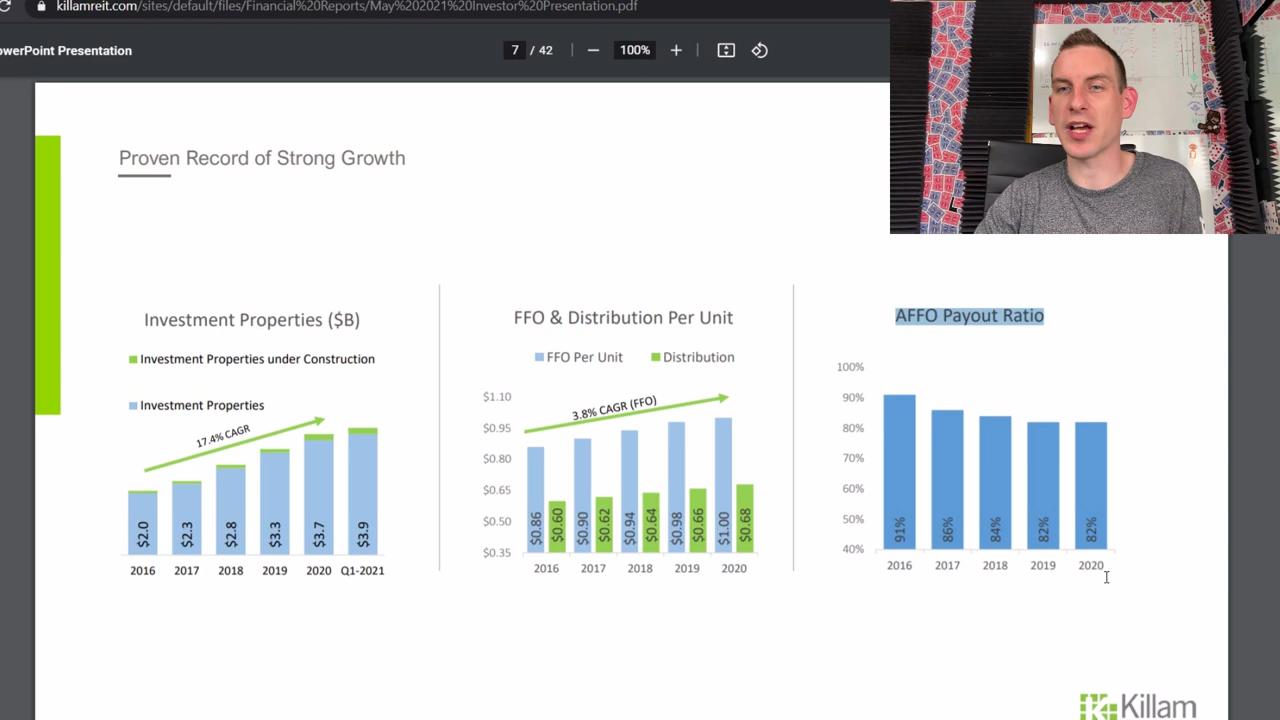 killamreit.com/sites/default/files/Financial%20Reports/May%202021%20Investor%20Presentation.pdf
owerPoint Presentation
7 / 42
100%
Proven Record of Strong Growth
Investment Properties ($B)
Investment Properties under Construction
Investment Properties
17.4% CAGR
$2.0
$2.3
$2.8
$3.3
$3.7
$3.9
2016 2017 2018 2019 2020 Q1-2021
FFO & Distribution Per Unit
FFO Per Unit
Distribution
$1.10
$0.95
$0.80
$0.65
$0.50
$0.35
3.8% CAGR (FFO)
$0.86
$0.60
$0.90
$0.62
$0.94
$0.64
$0.98
$0.66
$1.00
$0.68
2016 2017 2018 2019 2020
AFFO Payout Ratio
100%
90%
80%
70%
60%
50%
40%
91%
86%
84%
82%
82%
2016 2017 2018 2019 2020
Killam